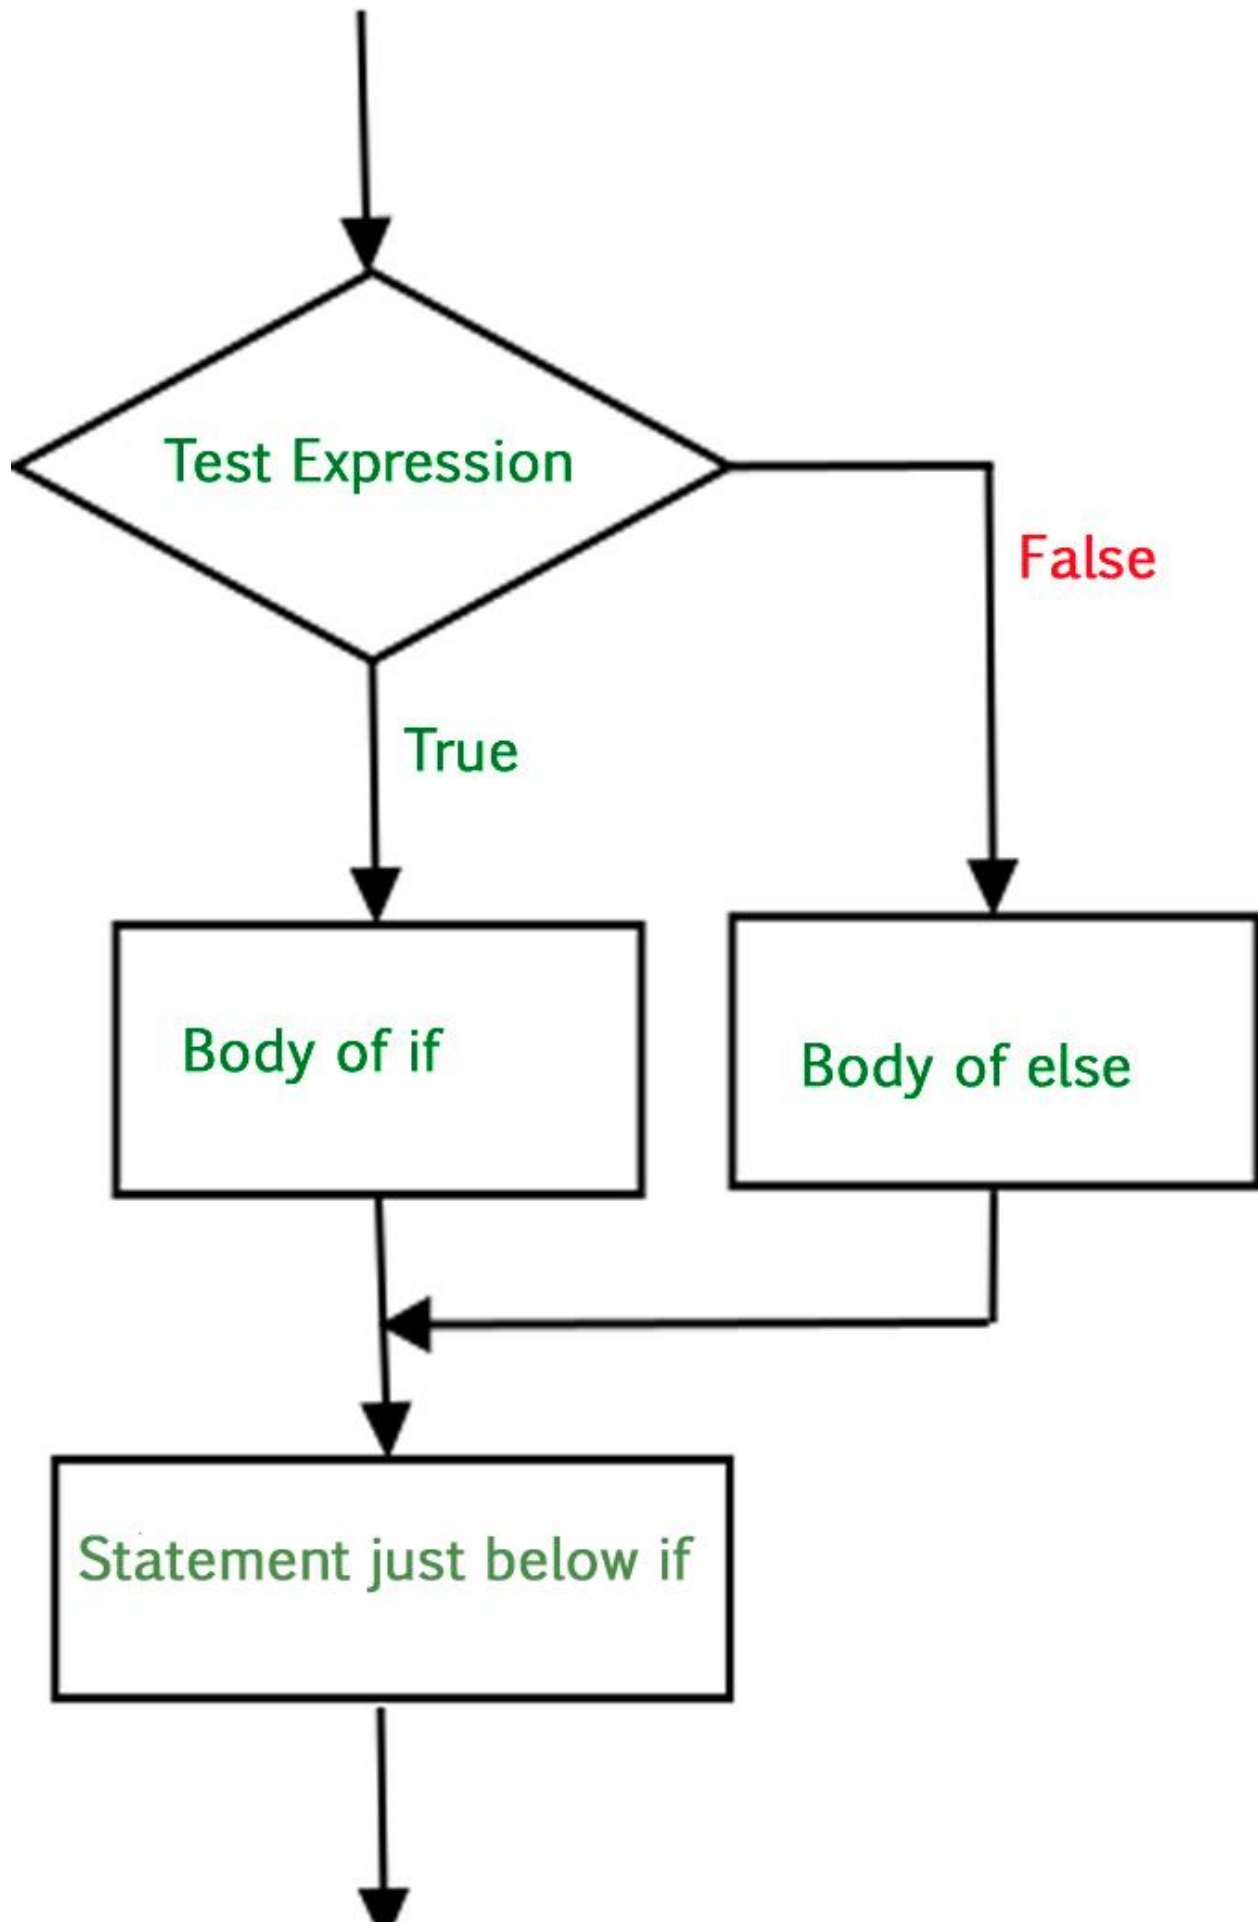 Test Expression
False
True
Body of if
Body of else
Statement just below if